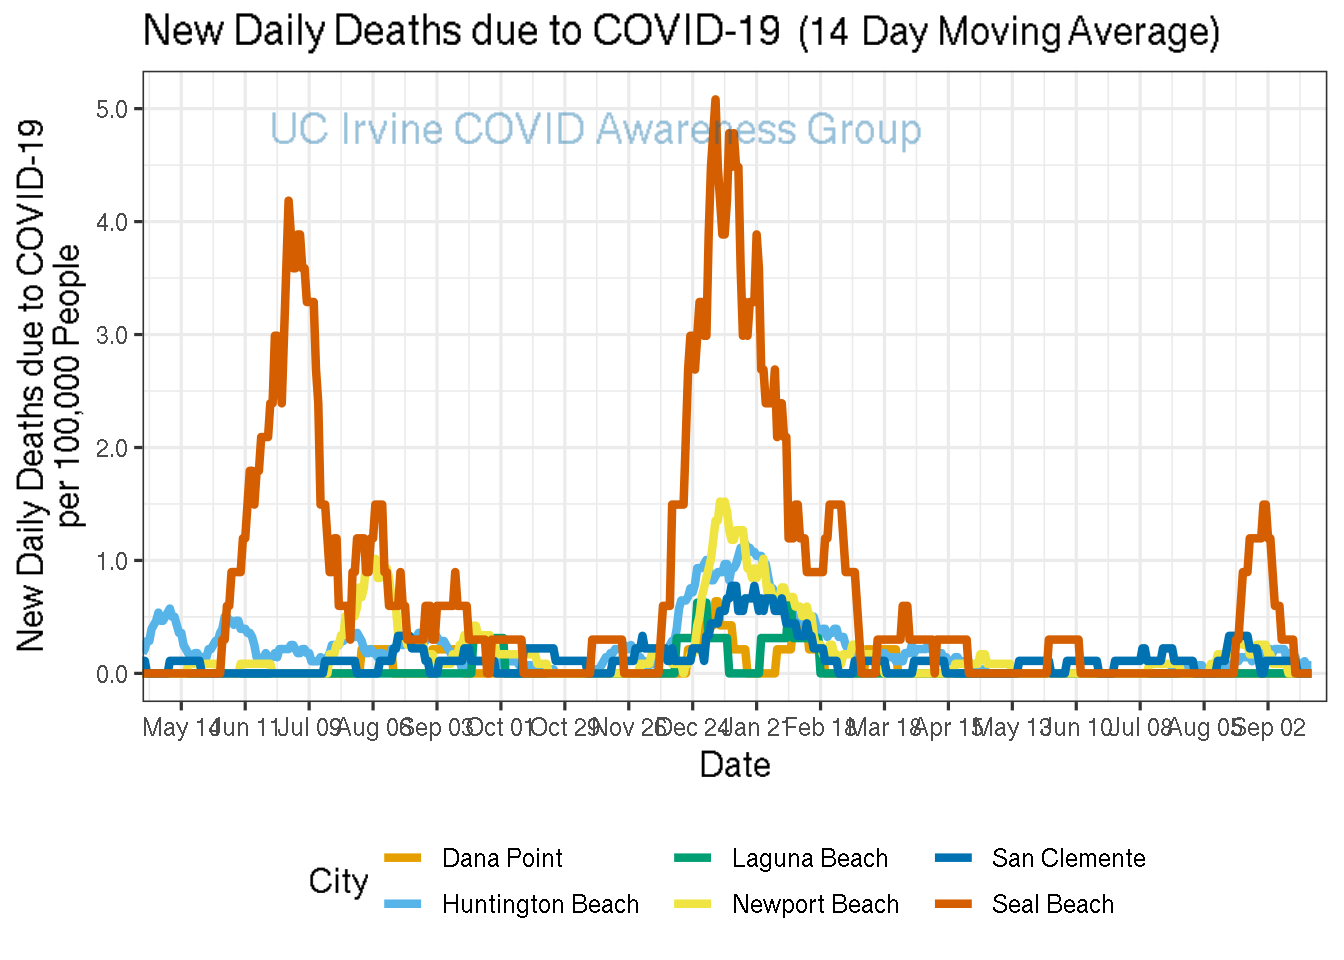 New Daily Deaths due to COVID-19 (14 Day Moving Average)
UC Irvine COVID Awareness Group
New Daily Deaths due to COVID-19
per 100,000 People
5.0
4.0
3.0
2.0
1.0
0.0
May 14 Jun 11 Jul 09 Aug 06 Sep 03 Oct 01 Oct 29 Nov 26 Dec 24 Jan 21 Feb 18 Mar 18 Apr 15 May 13 Jun 10 Jul 08 Aug 05 Sep 02
Date
City
Dana Point Laguna Beach San Clemente
Huntington Beach Newport Beach Seal Beach